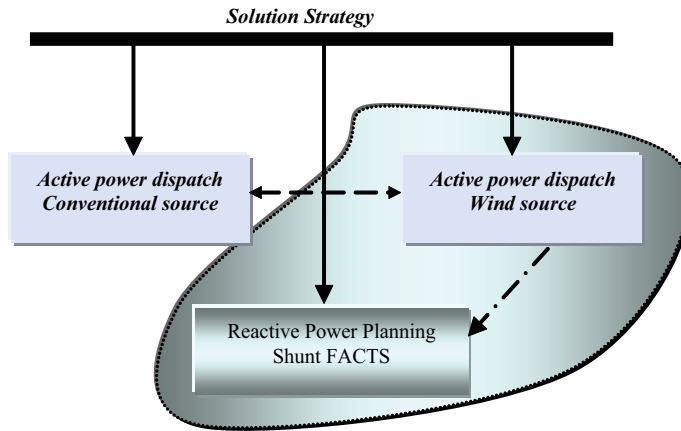 Solution Strategy
Active power dispatch
Conventional source
Active power dispatch
Wind source
Reactive Power Planning
Shunt FACTS